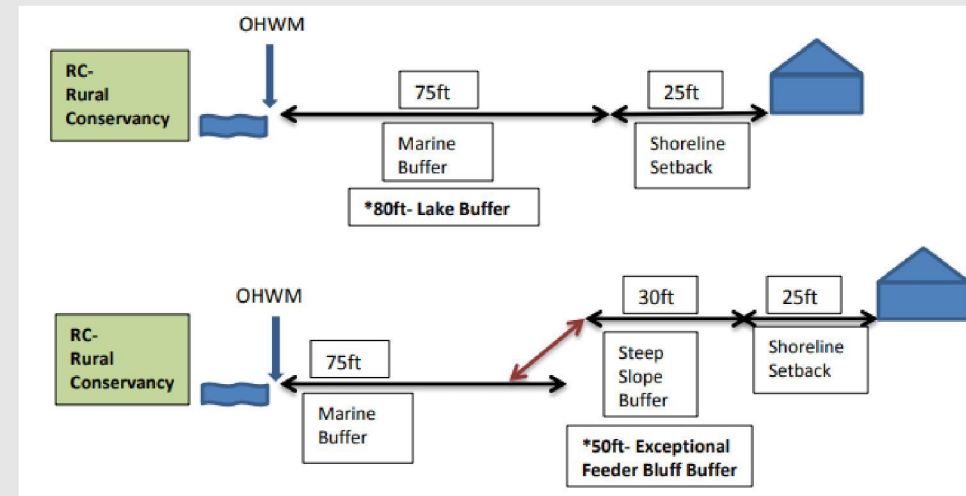 OHWM
RC-
Rural
Conservancy
75ft
25ft
Marine
Buffer
Shoreline
Setback
*80ft- Lake Buffer
OHWM
30ft
25ft
RC-
Rural
Conservancy
75ft
Steep
Slope
Buffer
Shoreline
Setback
Marine
Buffer
*50ft- Exceptional
Feeder Bluff Buffer